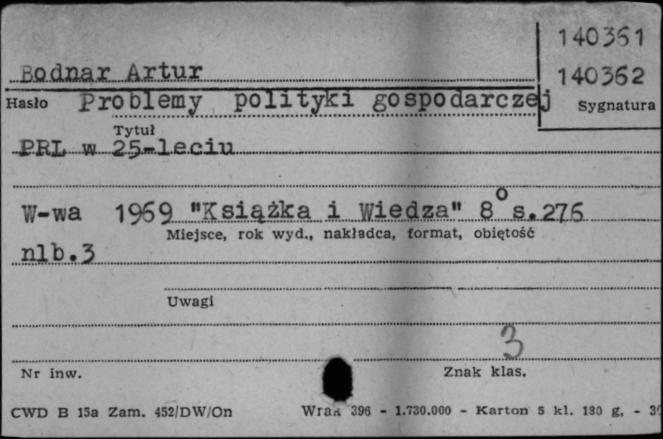 140361
Bodnar Artur
140362
Hasło Problemy polityki gospodarczej Sygnatura
Tytuł
PRL w 25-leciu
W-wa 1969 "Książka i Wiedza" 8° s.276
Miejsce, rok wyd., nakładca, format, objętość
nlb.3
Uwagi
3
Nr inw. Znak klas.
CWD B 15a Zam. 452/DW/On 396 - 1.730.000 - Karton 5 kl. 180 g. -